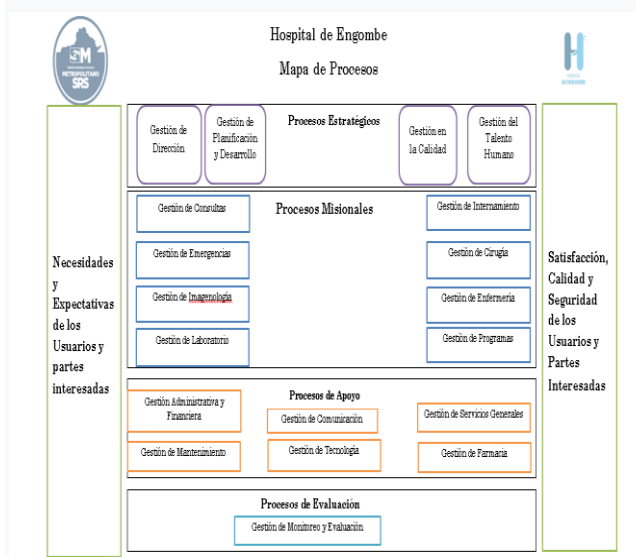 Hospital de Engombe
Mapa de Procesos
SM
METROPOLITANO
SRS
HOSPITAL
DE ENGOMBE
Necesidades
y
Expectativas
de los
Usuarios y
partes
interesadas
Procesos Estratégicos
Gestión de
Dirección
Gestión de
Planificación
y Desarrollo
Gestión en
la Calidad
Gestión del
Talento
Humano
Procesos Misionales
Gestión de Consultas
Gestión de Emergencias
Gestión de Imagenología
Gestión de Laboratorio
Gestión de Internamiento
Gestión de Cirugía
Gestión de Enfermería
Gestión de Programas
Procesos de Apoyo
Gestión Administrativa y
Financiera
Gestión de Comunicación
Gestión de Servicios Generales
Gestión de Mantenimiento
Gestión de Tecnología
Gestión de Farmacia
Procesos de Evaluación
Gestión de Monitoreo y Evaluación
Satisfacción,
Calidad y
Seguridad
de los
Usuarios y
Partes
Interesadas